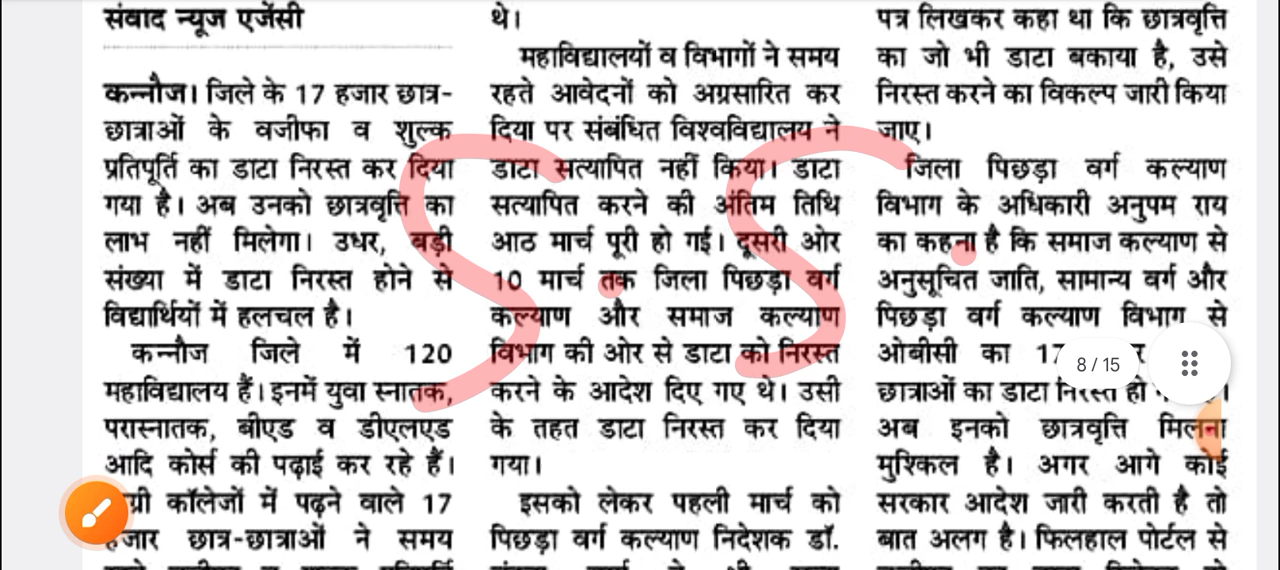 संवाद न्यूज एजेंसी
कन्नौज। जिले के 17 हजार छात्र-
छात्राओं के वजीफा व शुल्क
प्रतिपूर्ति का डाटा निरस्त कर दिया
गया है। अब उनको छात्रवृत्ति का
लाभ नहीं मिलेगा। उधर, बड़ी
संख्या में डाटा निरस्त होने से
विद्यार्थियों में हलचल है।
कन्नौज जिले में 120
महाविद्यालय हैं। इनमें युवा स्नातक,
परास्नातक, बीएड व डीएलएड
आदि कोर्स की पढ़ाई कर रहे हैं।
कॉलेजों में पढ़ने वाले 17
हजार छात्र-छात्राओं ने समय
थे।
महाविद्यालयों व विभागों ने समय
रहते आवेदनों को अग्रसारित कर
दिया पर संबंधित विश्वविद्यालय ने
डाटा सत्यापित नहीं किया। डाटा
सत्यापित करने की अंतिम तिथि
आठ मार्च पूरी हो गई। दूसरी ओर
10 मार्च तक जिला पिछड़ा वर्ग
कल्याण और समाज कल्याण
विभाग की ओर से डाटा को निरस्त
करने के आदेश दिए गए थे। उसी
के तहत डाटा निरस्त कर दिया
गया।
इसको लेकर पहली मार्च को
पिछड़ा वर्ग कल्याण निदेशक डॉ.
पत्र लिखकर कहा था कि छात्रवृत्ति
का जो भी डाटा बकाया है, उसे
निरस्त करने का विकल्प जारी किया
जाए।
जिला पिछड़ा वर्ग कल्याण
विभाग के अधिकारी अनुपम राय
का कहना है कि समाज कल्याण से
अनुसूचित जाति, सामान्य वर्ग और
पिछड़ा वर्ग कल्याण विभाग से
ओबीसी का 17
छात्राओं का डाटा निरस्त हो
अब इनको छात्रवृत्ति मिलना
मुश्किल है। अगर आगे कोई
सरकार आदेश जारी करती है तो
बात अलग है। फिलहाल पोर्टल से
S. S.
8 / 15